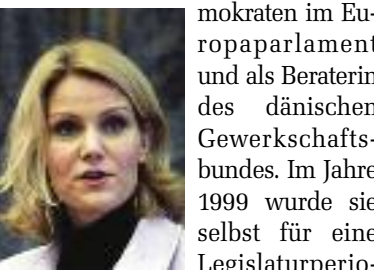 mokraten im Eu-
ropaparlament
und als Beraterin
des dänischen
Gewerkschafts-
bundes. Im Jahre
1999 wurde sie
selbst für eine
Legislaturperio-